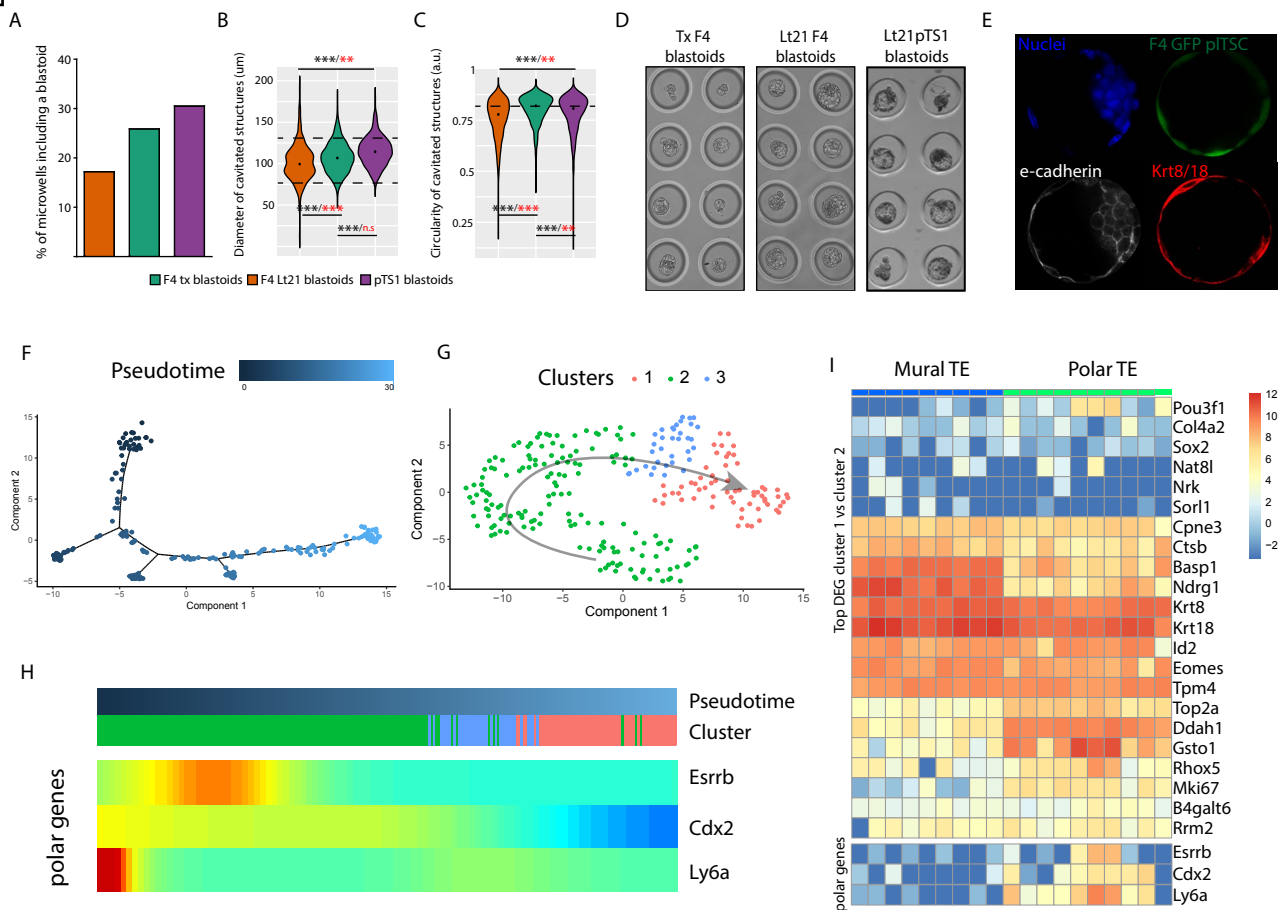 A
% of microwells including a blastoid
40
30
20
10
B
Diameter of cavitated structures (um)
200
150
100
50
***/**
***/***
***/n.s
C
Circularity of cavitated structures (a.u.)
1
0.75
0.5
0.25
***/**
***/***
***/**
F4 tx blastoids
F4 Lt21 blastoids
pTS1 blastoids
D
Tx F4
blastoids
Lt21 F4
blastoids
Lt21pTS1
blastoids
E
Nuclei
F4 GFP plTSC
e-cadherin
Krt8/18
F
Pseudotime
0
30
15
10
5
0
−5
Component 2
−10
−5
0
5
10
15
Component 1
G
Clusters
1
2
3
5
0
−5
−10
Component 2
−10
−5
0
5
10
15
Component 1
H
Pseudotime
Cluster
polar genes
Esrrb
Cdx2
Ly6a
I
Mural TE
Polar TE
Top DEG cluster 1 vs cluster 2
Pou3f1
Col4a2
Sox2
Nat8l
Nrk
Sorl1
Cpne3
Ctsb
Basp1
Ndrg1
Krt8
Krt18
Id2
Eomes
Tpm4
Top2a
Ddah1
Gsto1
Rhox5
Mki67
B4galt6
Rrm2
polar genes
Esrrb
Cdx2
Ly6a
12
10
8
6
4
2
0
−2